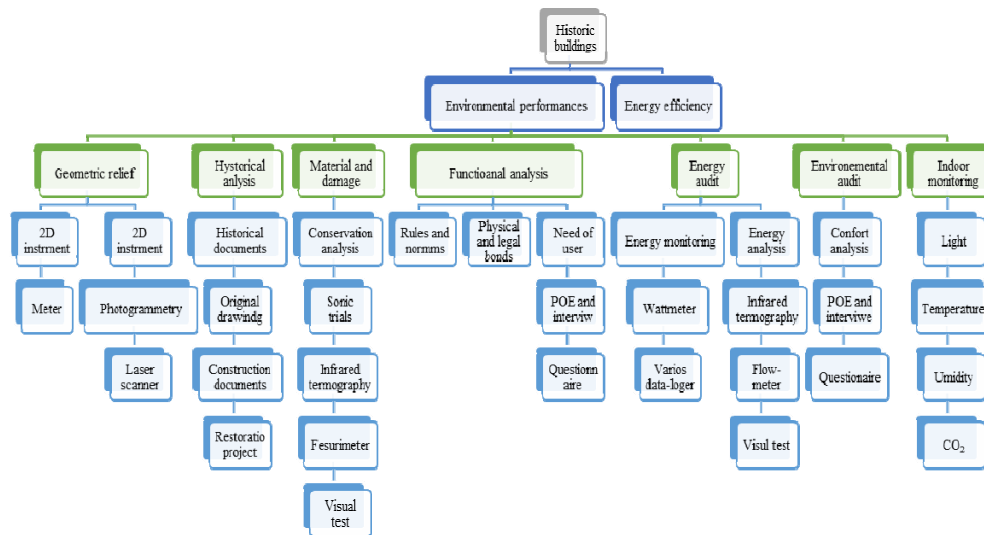 Historic
buildings
Environmental performances
Energy efficiency
Geometric relief
Hystorical
anlysis
Material and
damage
Functioanal analysis
Energy
audit
Environemental
audit
Indoor
monitoring
2D
instrment
2D
instrment
Historical
documents
Conservation
analysis
Rules and
normms
Physical
and legal
bonds
Need of
user
Energy monitoring
Energy
analysis
Confort
analysis
Light
Meter
Photogrammetry
Original
drawindg
Sonic
trials
POE and
interviw
Wattmeter
Infrared
termography
POE and
interviwe
Temperature
Laser
scanner
Construction
documents
Infrared
termography
Questionn
aire
Varios
data-loger
Flow-
meter
Questionaire
Umidity
Restoratio
project
Fesurimeter
Visul test
CO₂
Visual
test